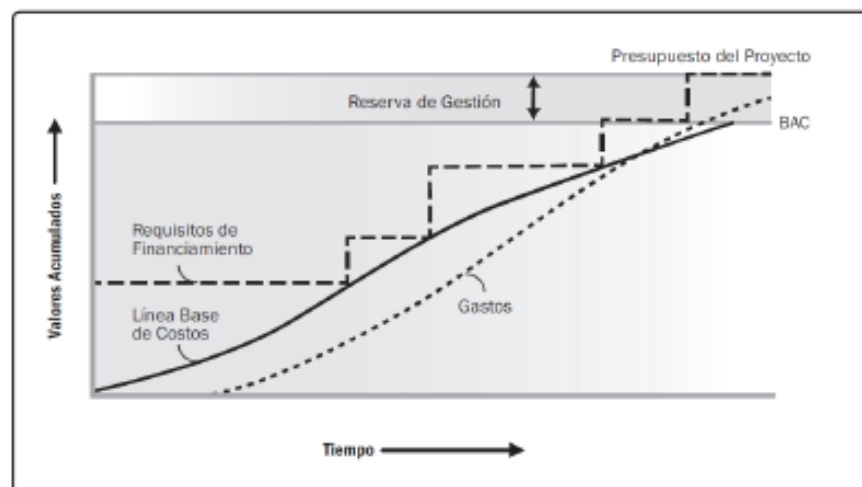 Presupuesto del Proyecto
Reserva de Gestión
BAC
Valores Acumulados
Requisitos de
Financiamiento
Línea Base
de Costos
Gastos
Tiempo